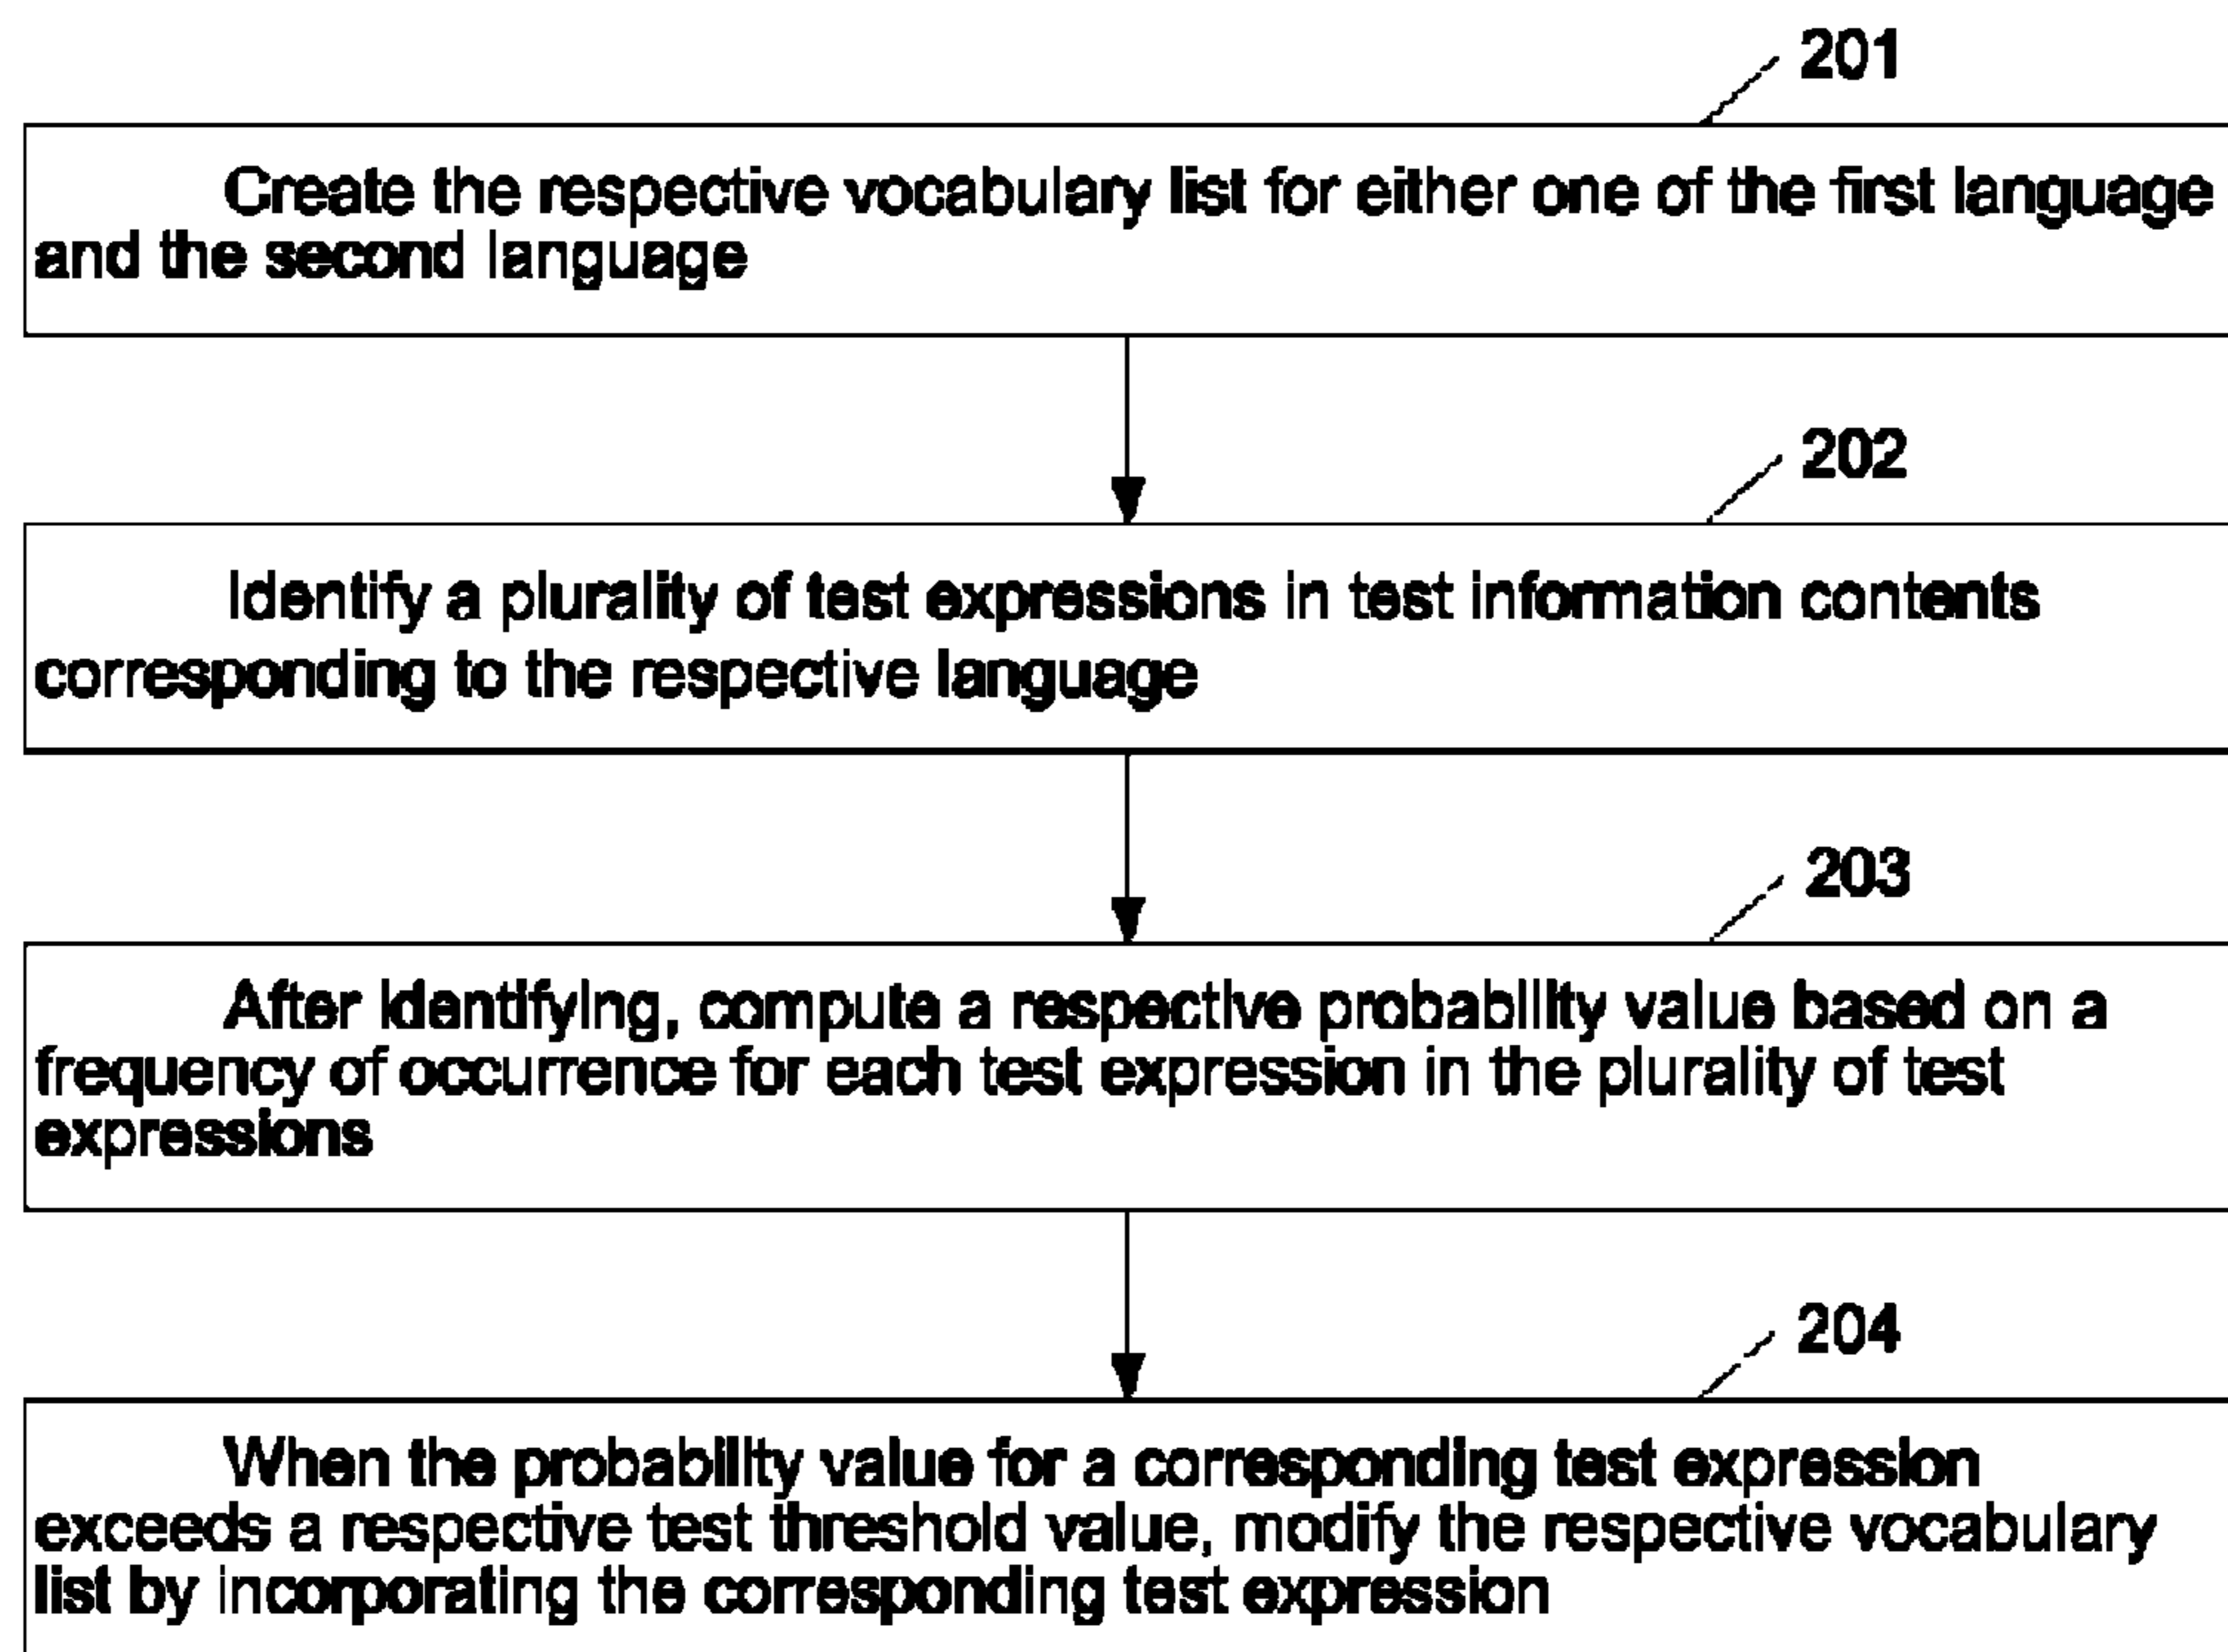 201
Create the respective vocabulary list for either one of the first language
and the second language
202
Identify a plurality of test expressions in test information contents
corresponding to the respective language
203
After identifying, compute a respective probability value based on a
frequency of occurrence for each test expression in the plurality of test
expressions
204
When the probability value for a corresponding test expression
exceeds a respective test threshold value, modify the respective vocabulary
list by incorporating the corresponding test expression